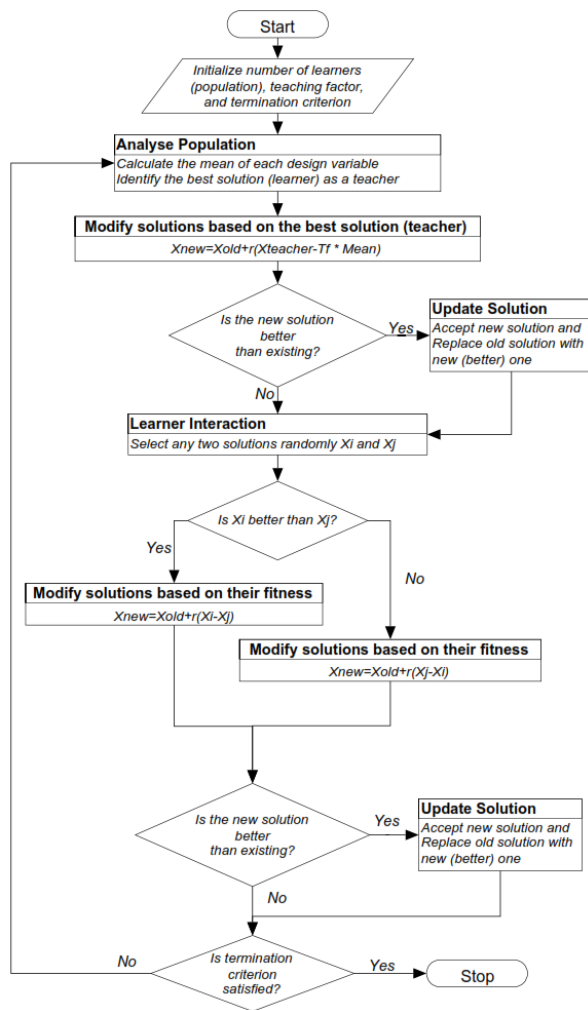 Start
Initialize number of learners
(population), teaching factor,
and termination criterion
Analyse Population
Calculate the mean of each design variable
Identify the best solution (learner) as a teacher
Modify solutions based on the best solution (teacher)
Xnew=Xold+r(Xteacher-Tf * Mean)
Is the new solution
better
than existing?
Yes
Update Solution
Accept new solution and
Replace old solution with
new (better) one
No
Learner Interaction
Select any two solutions randomly Xi and Xj
Is Xi better than Xj?
Yes
No
Modify solutions based on their fitness
Xnew=Xold+r(Xi-Xj)
Modify solutions based on their fitness
Xnew=Xold+r(Xj-Xi)
Is the new solution
better
than existing?
Yes
Update Solution
Accept new solution and
Replace old solution with
new (better) one
No
Is termination
criterion
satisfied?
No
Yes
Stop